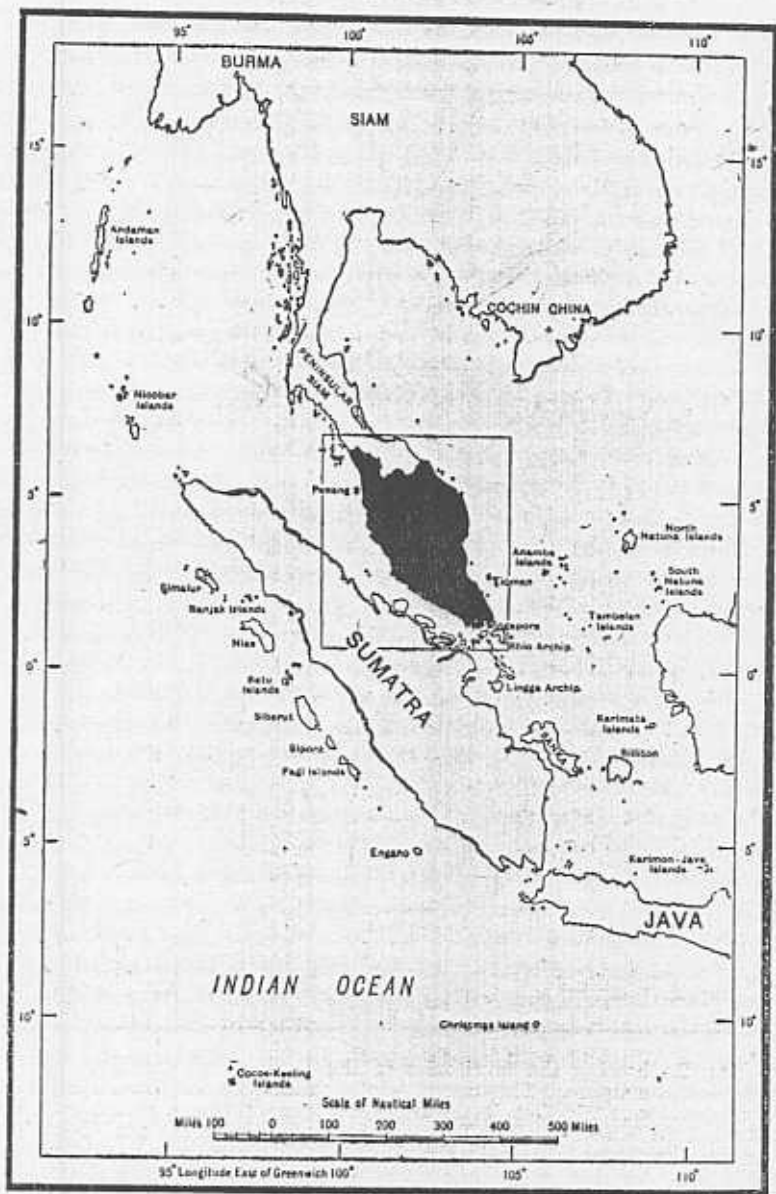 95° 100° 105° 110°
BURMA
SIAM
15° 15°
Andaman
Islands
COCHIN CHINA
10° 10°
PENINSULAR
SIAM
Nicobar
Islands
Penang
5° 5°
North
Natuna Islands
Anamba
Islands
South
Natuna
Islands
Tioman
Simalur
Banjak Islands
Tambelan
Islands
Nias
Rhio Archip.
SUMATRA
0° 0°
Batu
Islands
Lingga Archip.
Siberut
Karimata
Islands
BANKA
Billiton
Sipora
Pagi Islands
5° 5°
Engano
Karimon-Java
Islands
JAVA
INDIAN OCEAN
10° 10°
Christmas Island
Cocos-Keeling
Islands
Scale of Nautical Miles
Miles 100 0 100 200 300 400 500 Miles
95° Longitude East of Greenwich 100° 105° 110°